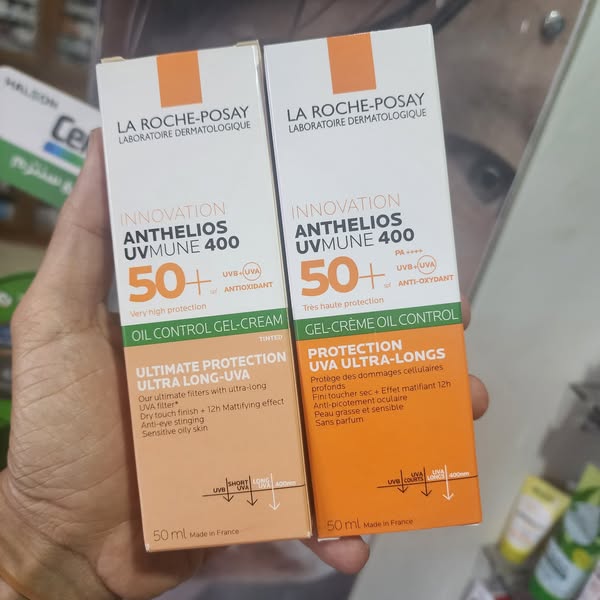 HALEON
LA ROCHE-POSAY
LABORATOIRE DERMATOLOGIQUE
INNOVATION
ANTHELIOS
UVMUNE 400
50+
spf
UVB+UVA
ANTIOXIDANT
Very high protection
OIL CONTROL GEL-CREAM
TINTED
ULTIMATE PROTECTION
ULTRA LONG-UVA
Our ultimate filters with ultra-long
UVA filter*
Dry touch finish + 12h Mattifying effect
Anti-eye stinging
Sensitive oily skin
UVB
SHORT
UVA
LONG
UVA
400nm
50 ml Made in France
LA ROCHE-POSAY
LABORATOIRE DERMATOLOGIQUE
INNOVATION
ANTHELIOS
UVMUNE 400
PA ++++
50+
spf
UVB+UVA
ANTI-OXYDANT
Très haute protection
GEL-CRÈME OIL CONTROL
PROTECTION
UVA ULTRA-LONGS
Protège des dommages cellulaires
profonds
Fini toucher sec + Effet matifiant 12h
Anti-picotement oculaire
Peau grasse et sensible
Sans parfum
UVB
UVA
COURTS
UVA
LONGS
400nm
50 ml Made in France